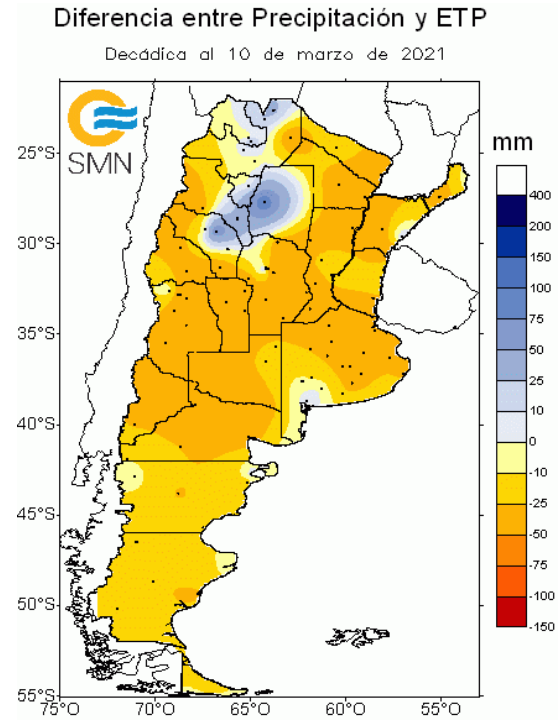 Diferencia entre Precipitación y ETP
Decádica al 10 de marzo de 2021
SMN
mm
400
200
150
100
75
50
25
10
0
-10
-25
-50
-75
-100
-150
25°S
30°S
35°S
40°S
45°S
50°S
55°S
75°O
70°O
65°O
60°O
55°O